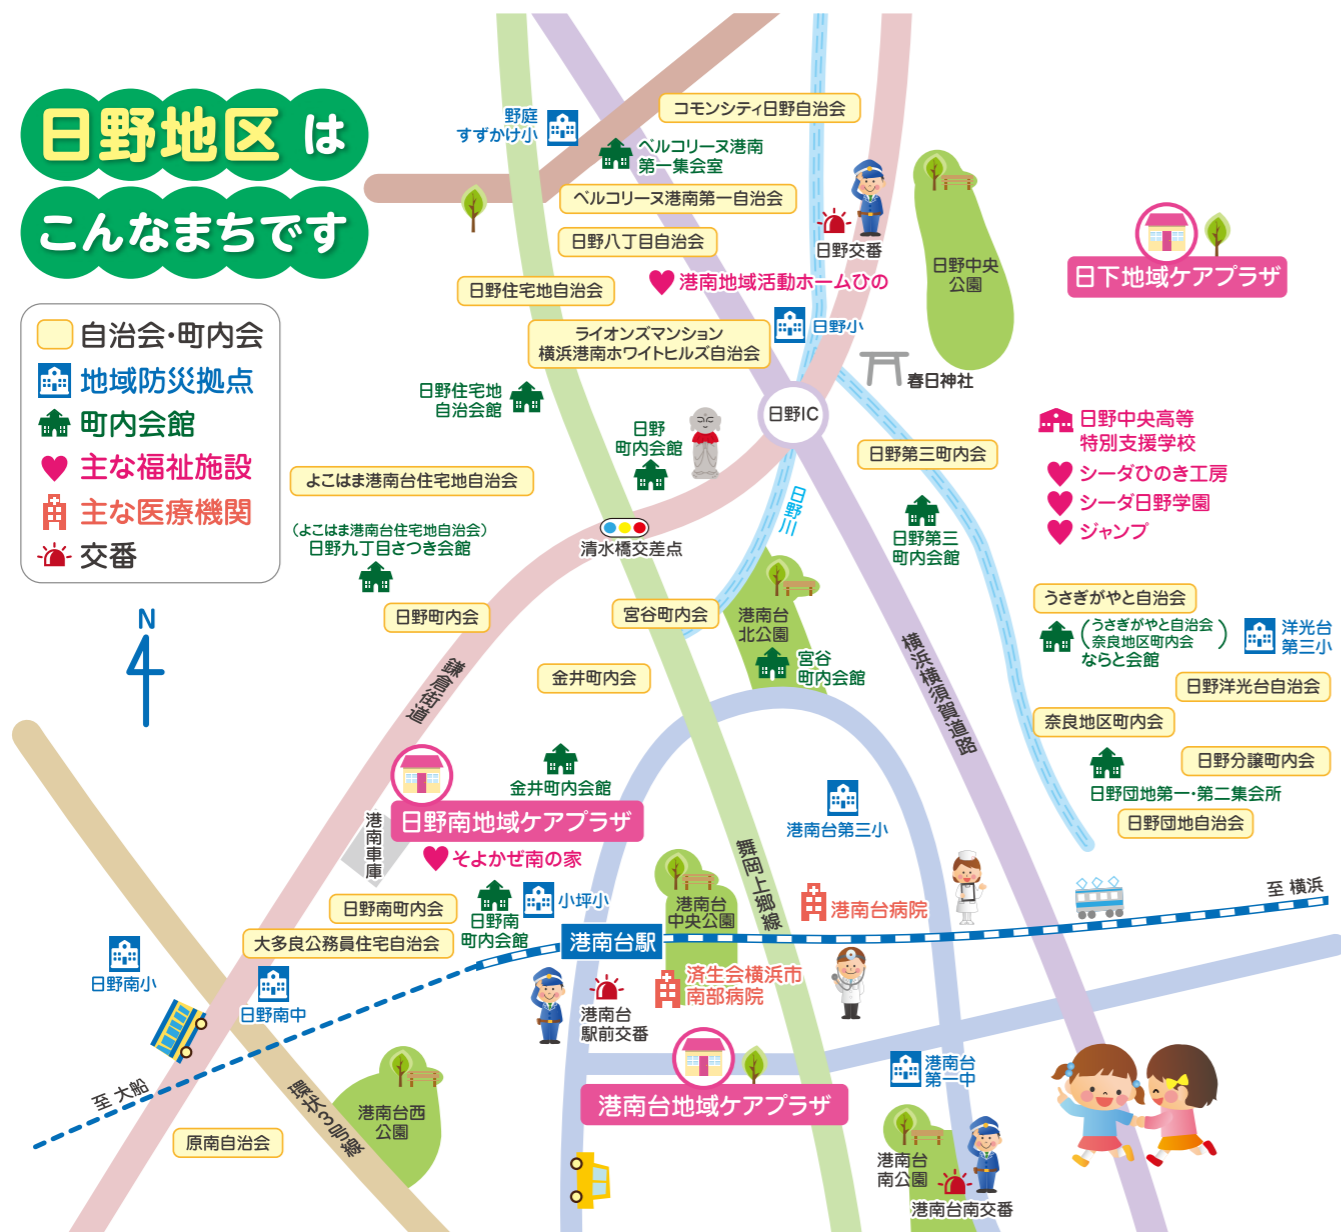 日野地区は
こんなまちです
自治会・町内会
地域防災拠点
町内会館
主な福祉施設
主な医療機関
交番
N
野庭
すずかけ小
コモンシティ日野自治会
ベルコリーヌ港南
第一集会室
ベルコリーヌ港南第一自治会
日野八丁目自治会
日野交番
日野中央
公園
日下地域ケアプラザ
港南地域活動ホームひの
日野住宅地自治会
ライオンズマンション
横浜港南ホワイトヒルズ自治会
日野小
春日神社
日野住宅地
自治会館
日野IC
日野
町内会館
日野中央高等
特別支援学校
シーダひのき工房
シーダ日野学園
ジャンプ
日野第三町内会
よこはま港南台住宅地自治会
日野川
日野第三
町内会館
(よこはま港南台住宅地自治会)
日野九丁目さつき会館
清水橋交差点
日野町内会
宮谷町内会
港南台
北公園
宮谷
町内会館
うさぎがやと自治会
(うさぎがやと自治会
奈良地区町内会)
ならと会館
洋光台
第三小
日野洋光台自治会
奈良地区町内会
日野分譲町内会
日野団地第一・第二集会所
日野団地自治会
横浜横須賀道路
鎌倉街道
金井町内会
金井町内会館
日野南地域ケアプラザ
港南車庫
そよかぜ南の家
港南台第三小
舞岡上郷線
日野南町内会
日野南
町内会館
小坪小
港南台
中央公園
港南台病院
至 横浜
大多良公務員住宅自治会
港南台駅
日野南小
日野南中
済生会横浜市
南部病院
港南台
駅前交番
至 大船
環状3号線
港南台西
公園
原南自治会
港南台地域ケアプラザ
港南台
第一中
港南台
南公園
港南台南交番